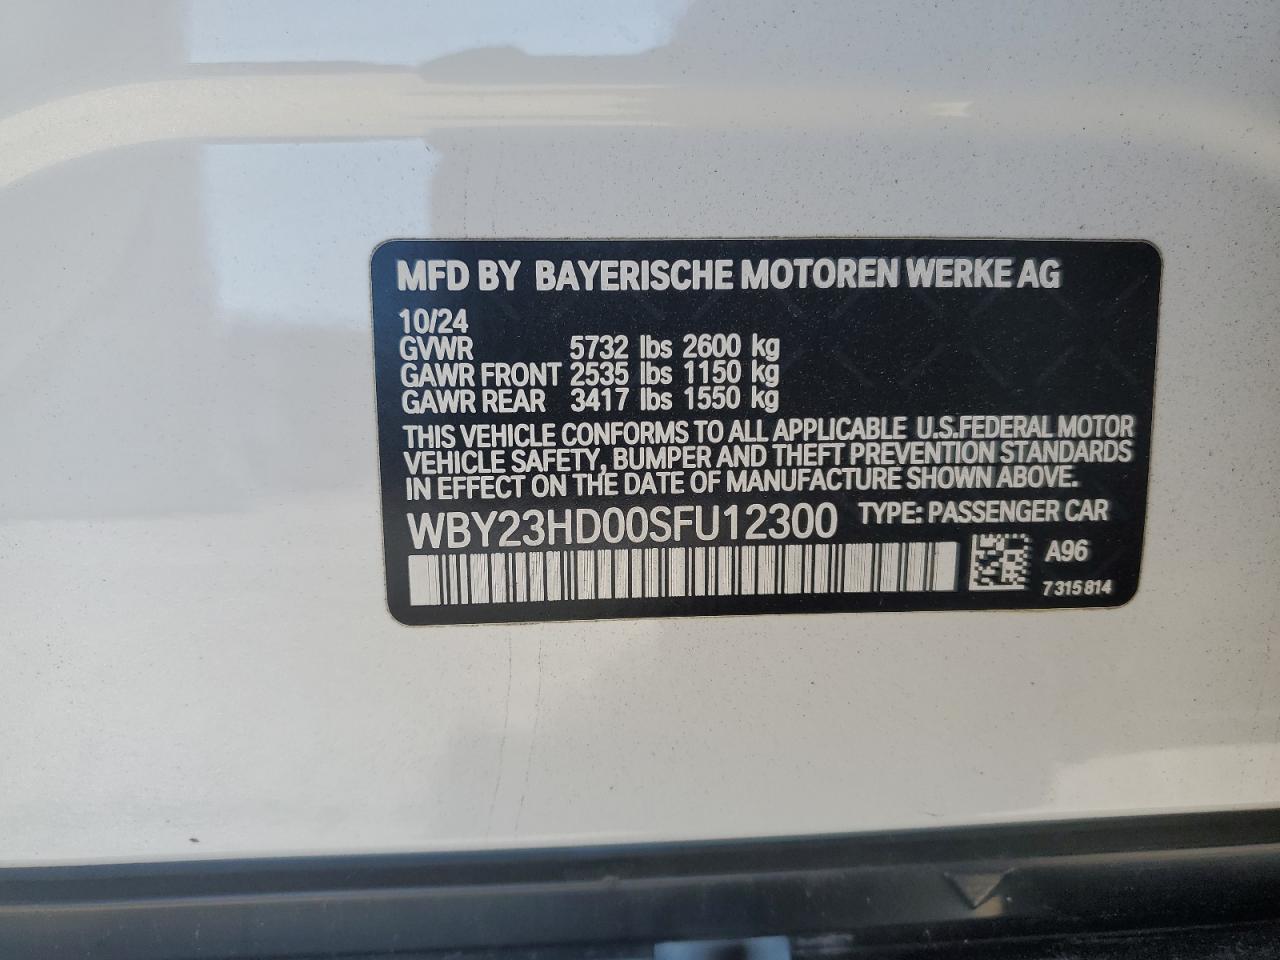 MFD BY BAYERISCHE MOTOREN WERKE AG
10/24
GVWR 5732 lbs 2600 kg
GAWR FRONT 2535 lbs 1150 kg
GAWR REAR 3417 lbs 1550 kg
THIS VEHICLE CONFORMS TO ALL APPLICABLE U.S.FEDERAL MOTOR
VEHICLE SAFETY, BUMPER AND THEFT PREVENTION STANDARDS
IN EFFECT ON THE DATE OF MANUFACTURE SHOWN ABOVE.
WBY23HD00SFU12300 TYPE: PASSENGER CAR
A96
7 315 814